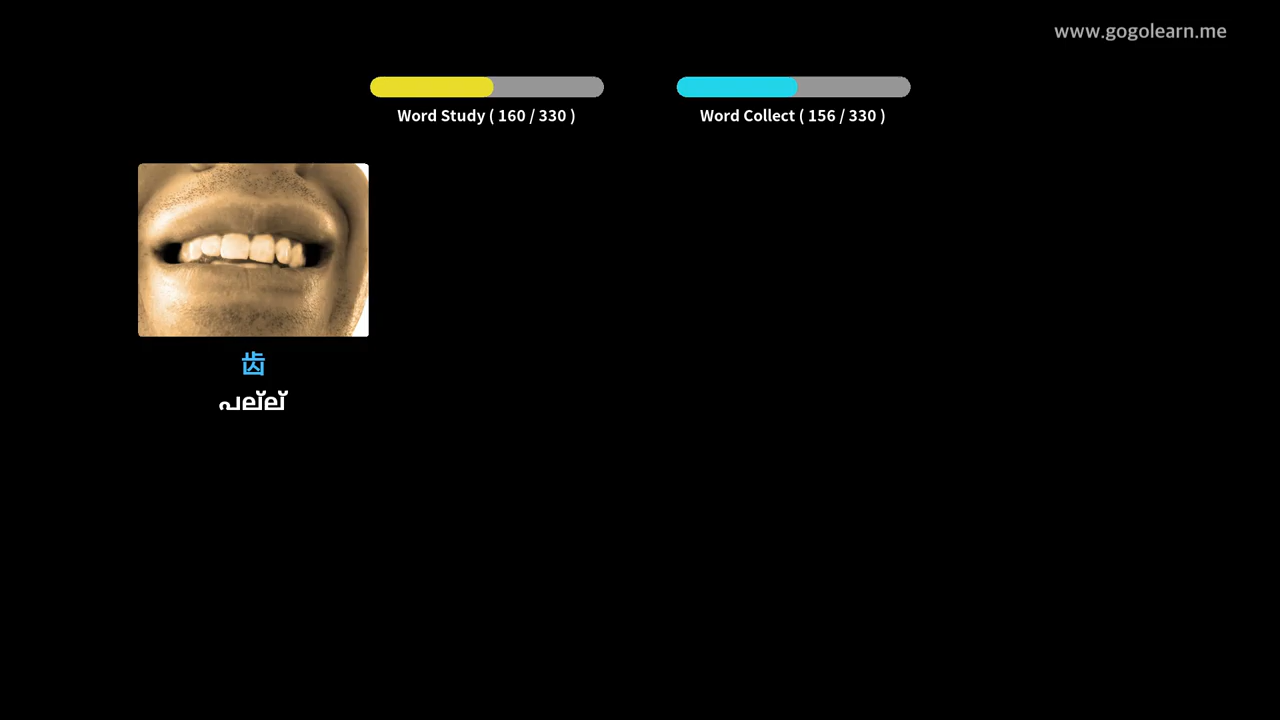 www.gogolearn.me
Word Study ( 160 / 330 )
Word Collect ( 156 / 330 )
齿
പല്ല്